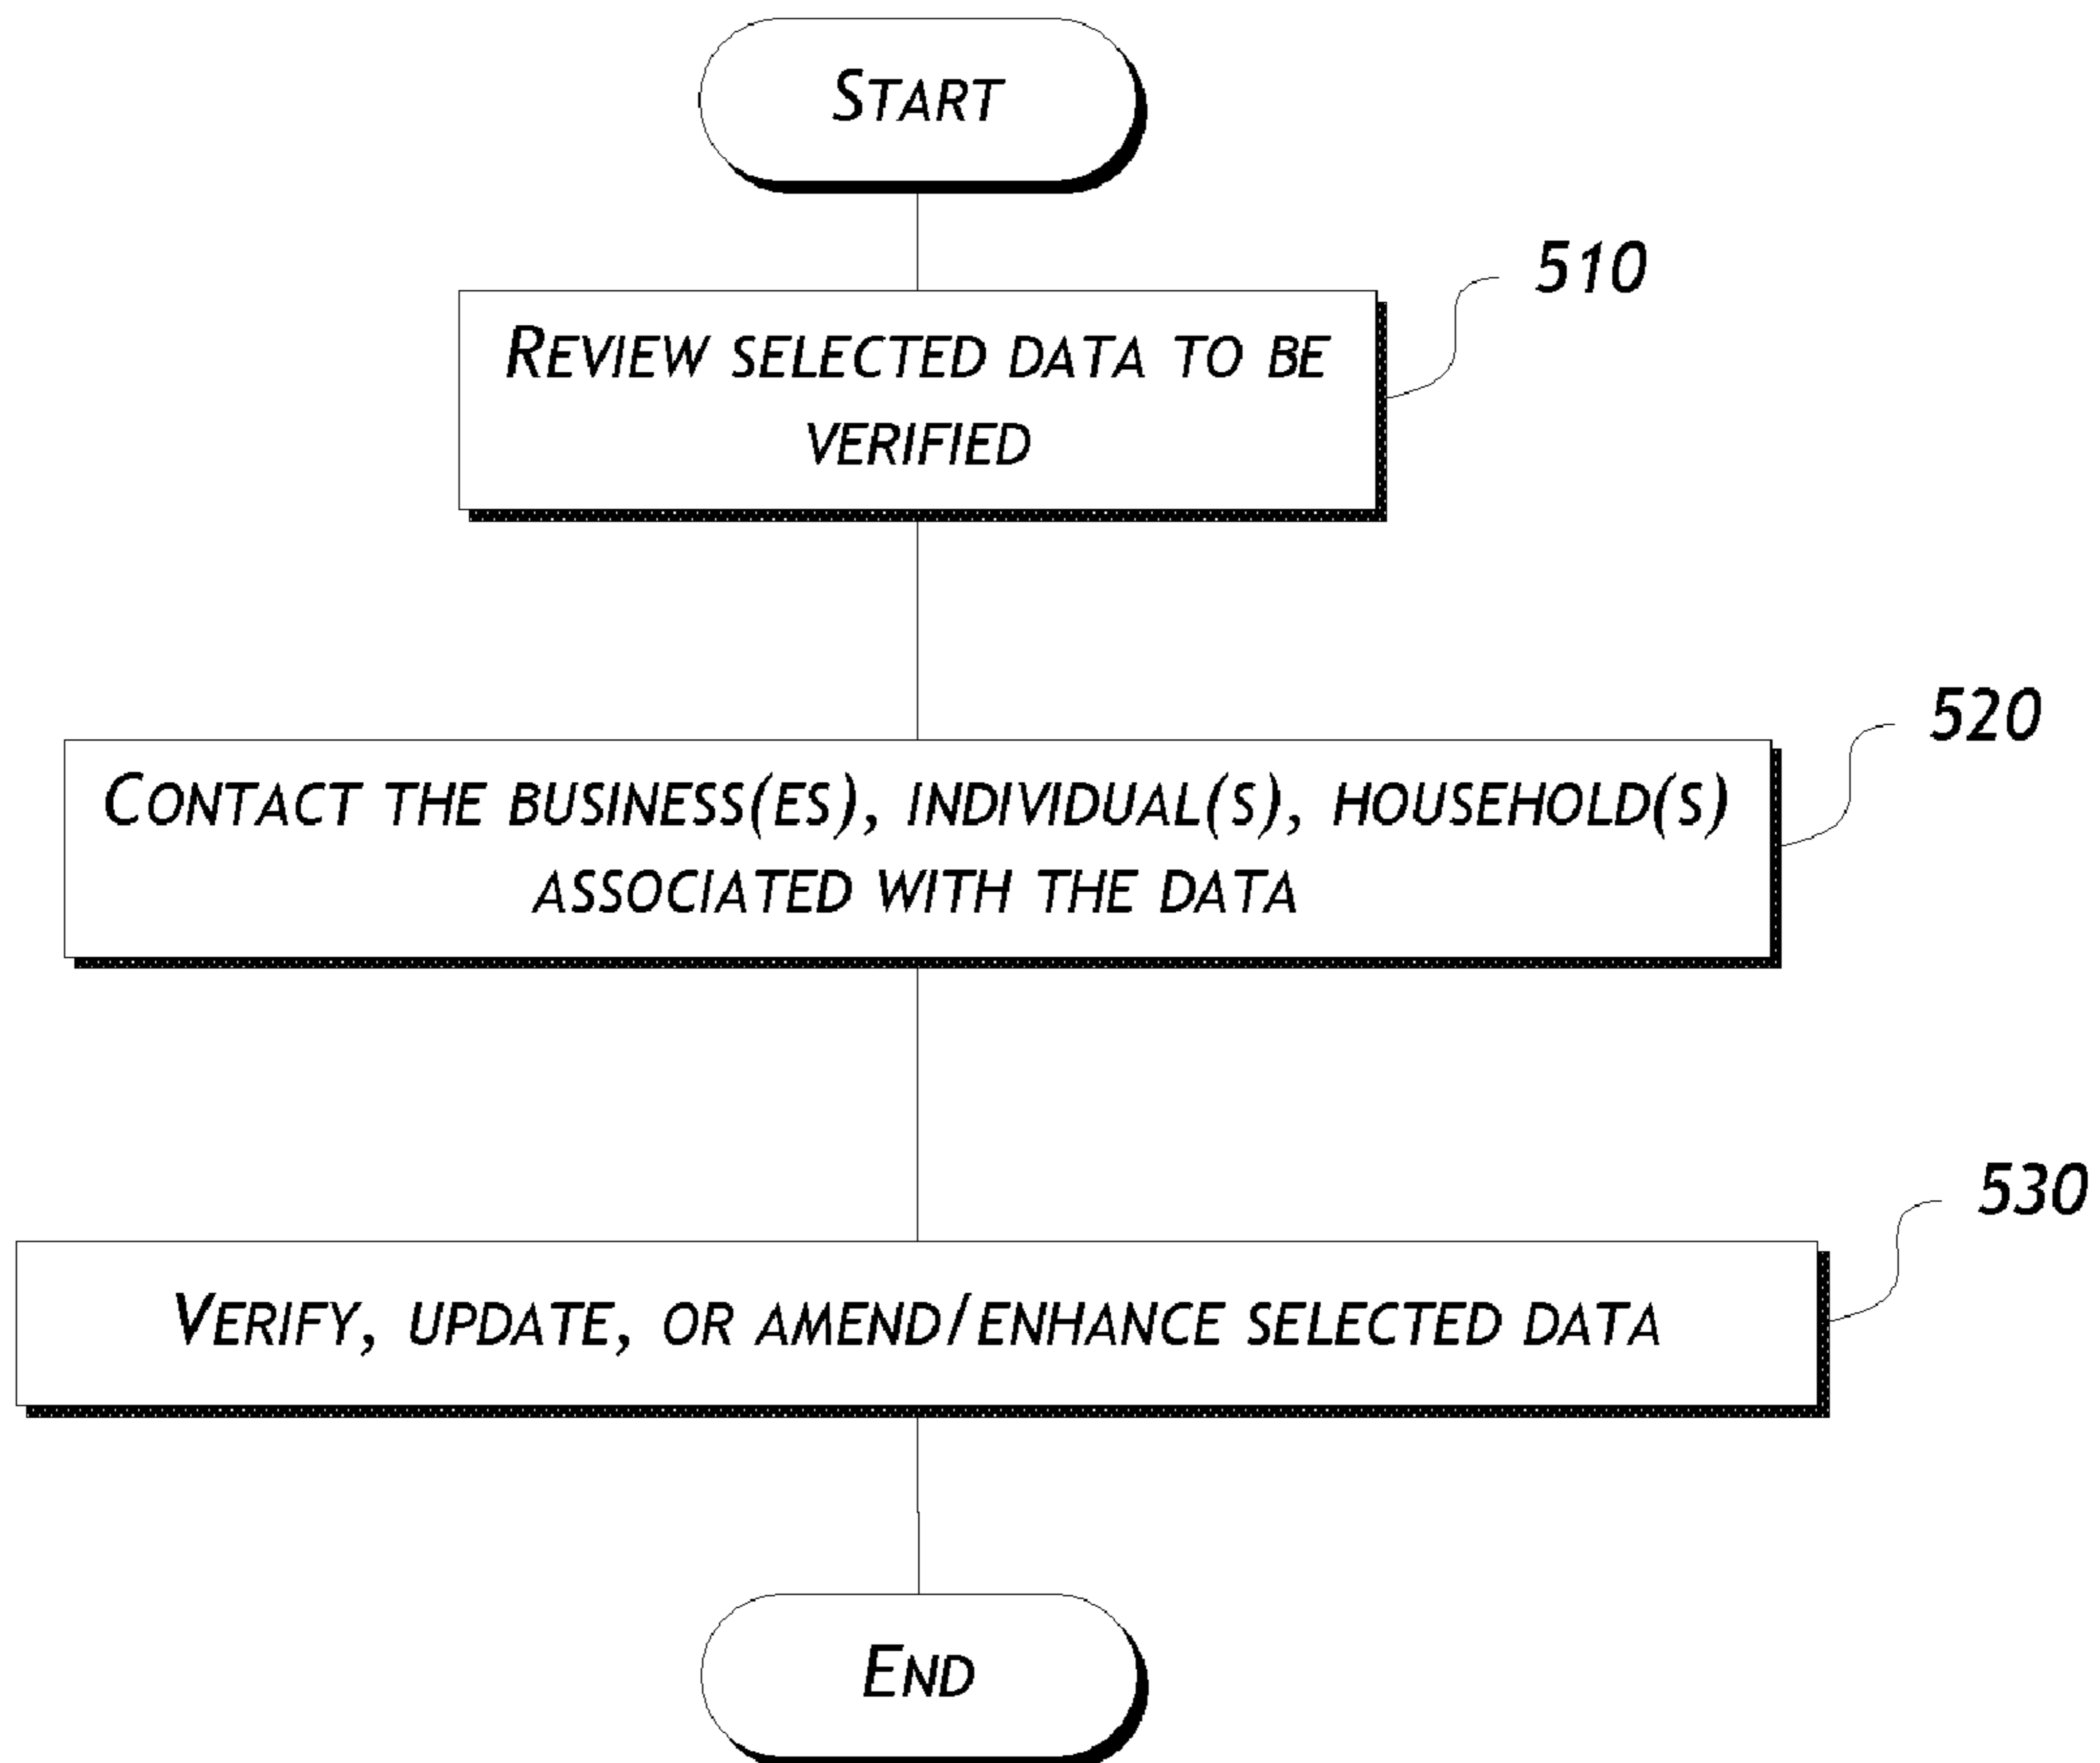 START
510
REVIEW SELECTED DATA TO BE
VERIFIED
520
CONTACT THE BUSINESS(ES), INDIVIDUAL(S), HOUSEHOLD(S)
ASSOCIATED WITH THE DATA
530
VERIFY, UPDATE, OR AMEND/ENHANCE SELECTED DATA
END